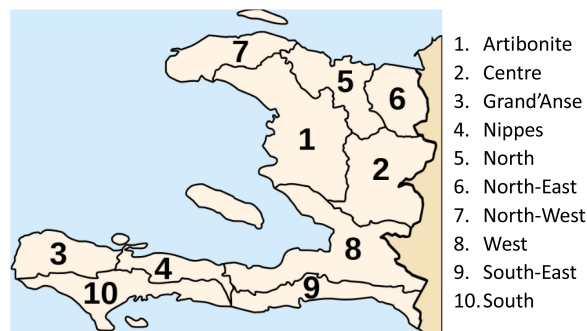 7
5
6
1
2
8
3
4
9
10
1. Artibonite
2. Centre
3. Grand'Anse
4. Nippes
5. North
6. North-East
7. North-West
8. West
9. South-East
10. South